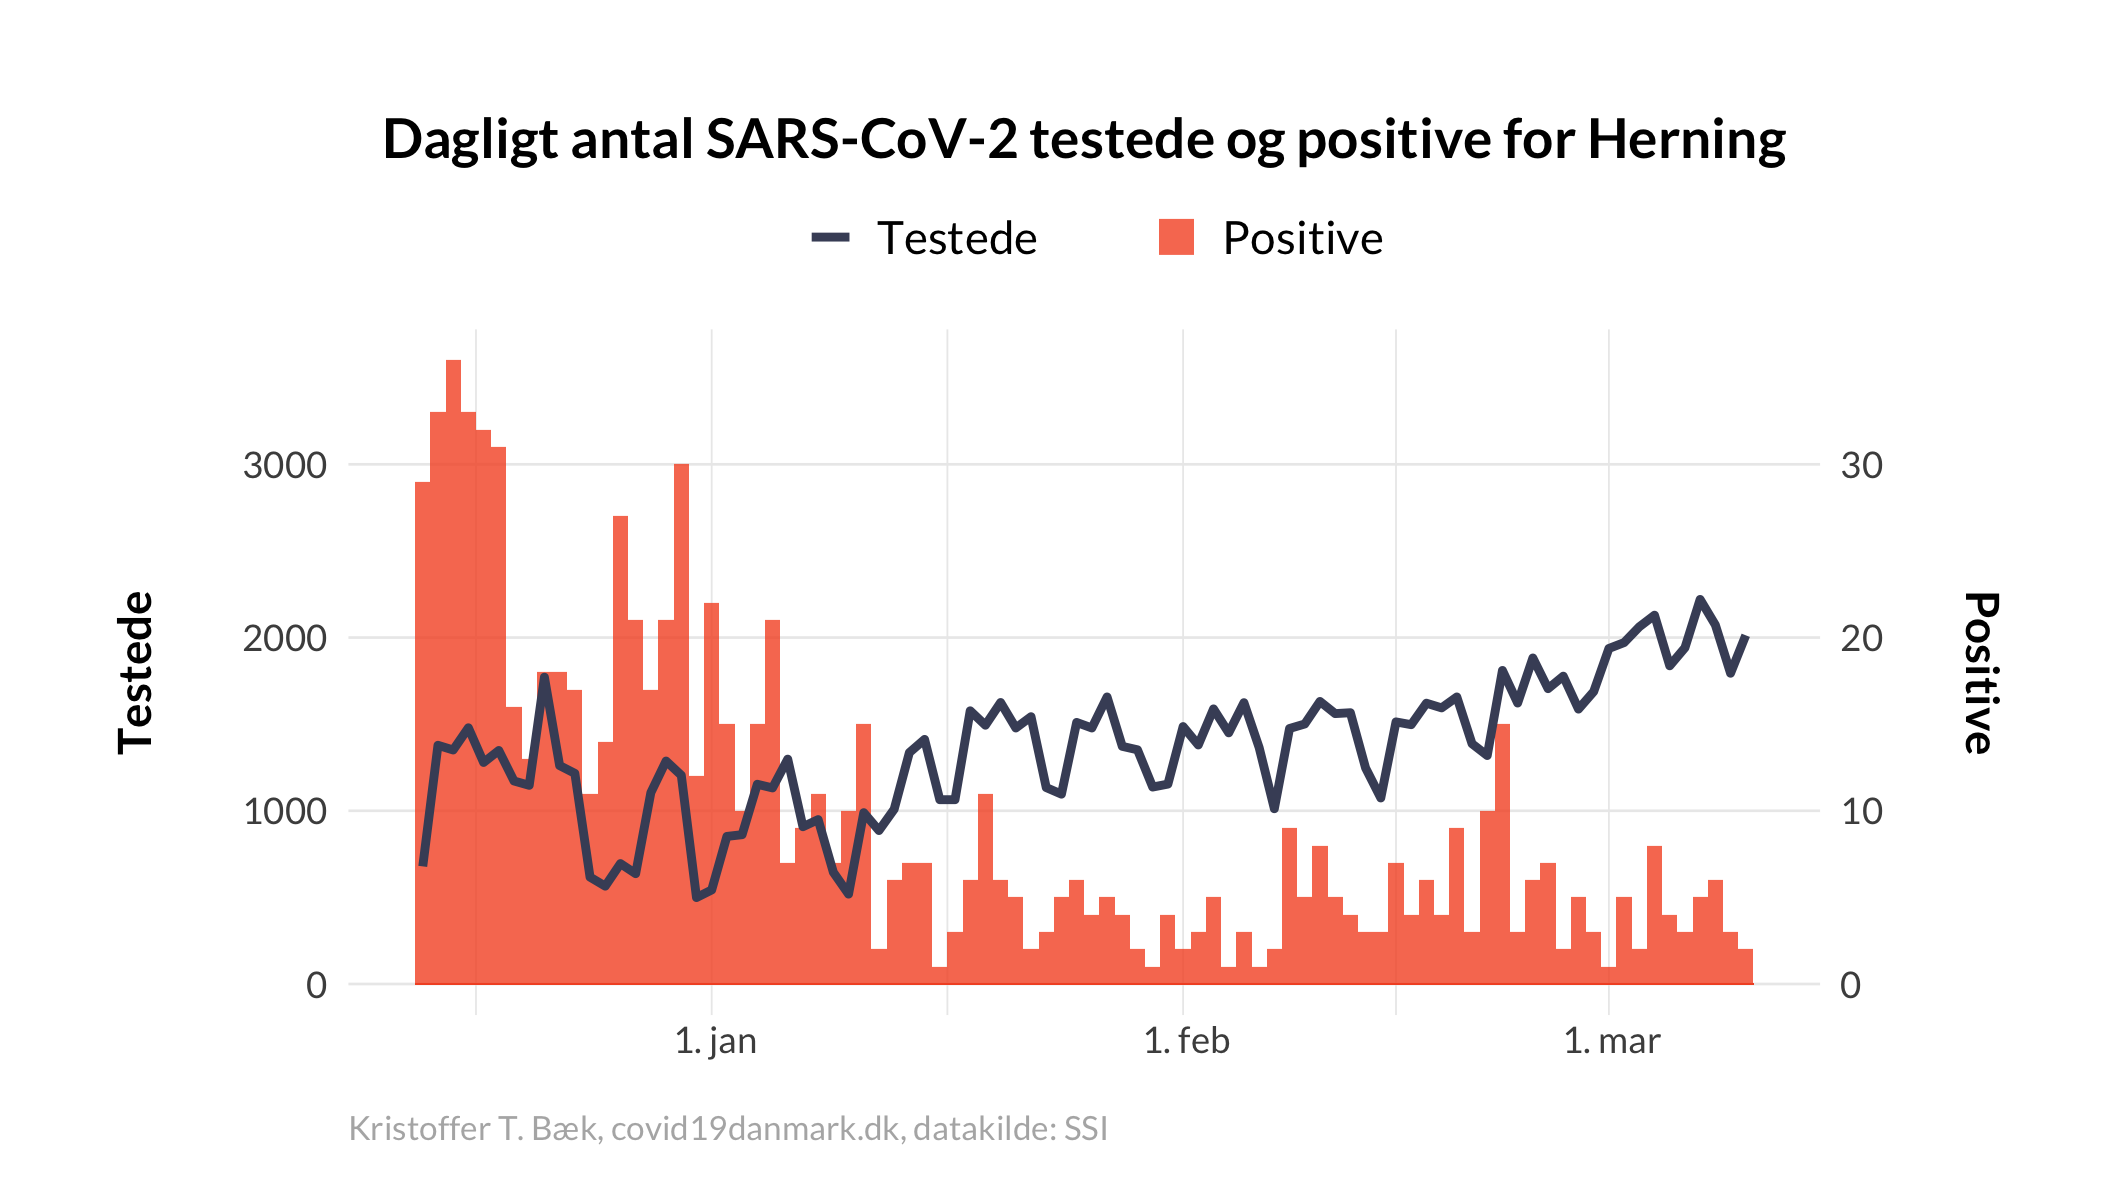 Dagligt antal SARS-CoV-2 testede og positive for Herning
Testede
Positive
3000
2000
1000
0
Testede
30
20
10
0
Positive
1. jan
1. feb
1. mar
Kristoffer T. Bæk, covid19danmark.dk, datakilde: SSI